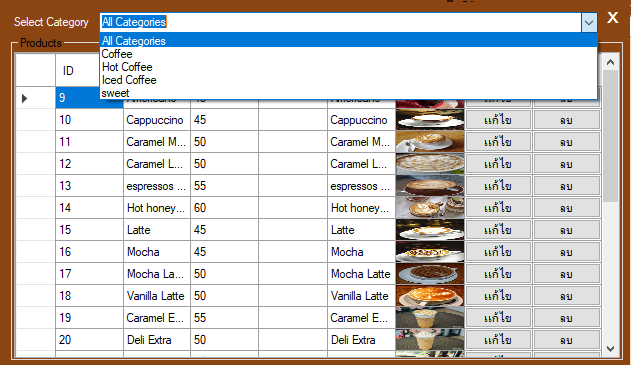 Select Category All Categories X
All Categories
Coffee
Hot Coffee
Iced Coffee
sweet
Products
ID
9 แก้ไข ลบ
10 Cappuccino 45 Cappuccino แก้ไข ลบ
11 Caramel M... 50 Caramel M... แก้ไข ลบ
12 Caramel L... 50 Caramel L... แก้ไข ลบ
13 espressos ... 55 espressos ... แก้ไข ลบ
14 Hot honey... 60 Hot honey... แก้ไข ลบ
15 Latte 45 Latte แก้ไข ลบ
16 Mocha 45 Mocha แก้ไข ลบ
17 Mocha La... 50 Mocha La... แก้ไข ลบ
18 Vanilla Latte 50 Vanilla Latte แก้ไข ลบ
19 Caramel E... 55 Caramel E... แก้ไข ลบ
20 Deli Extra 50 Deli Extra แก้ไข ลบ